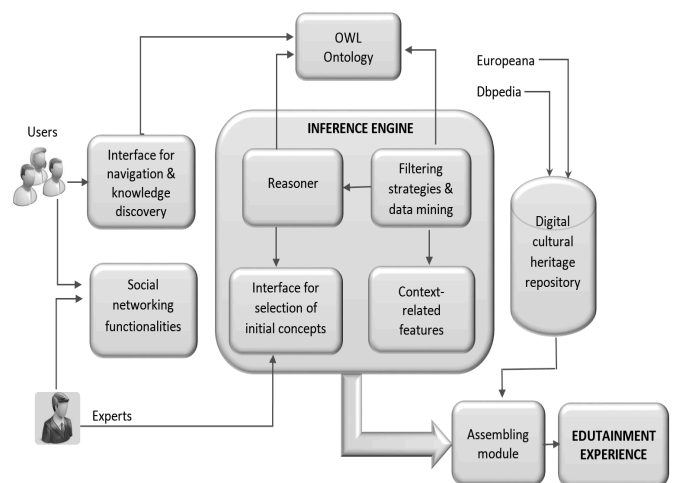 OWL
Ontology
Europeana
Dbpedia
Users
INFERENCE ENGINE
Interface for
navigation &
knowledge
discovery
Reasoner
Filtering
strategies &
data mining
Digital
cultural
heritage
repository
Social
networking
functionalities
Interface for
selection of
initial concepts
Context-
related
features
Experts
Assembling
module
EDUTAINMENT
EXPERIENCE